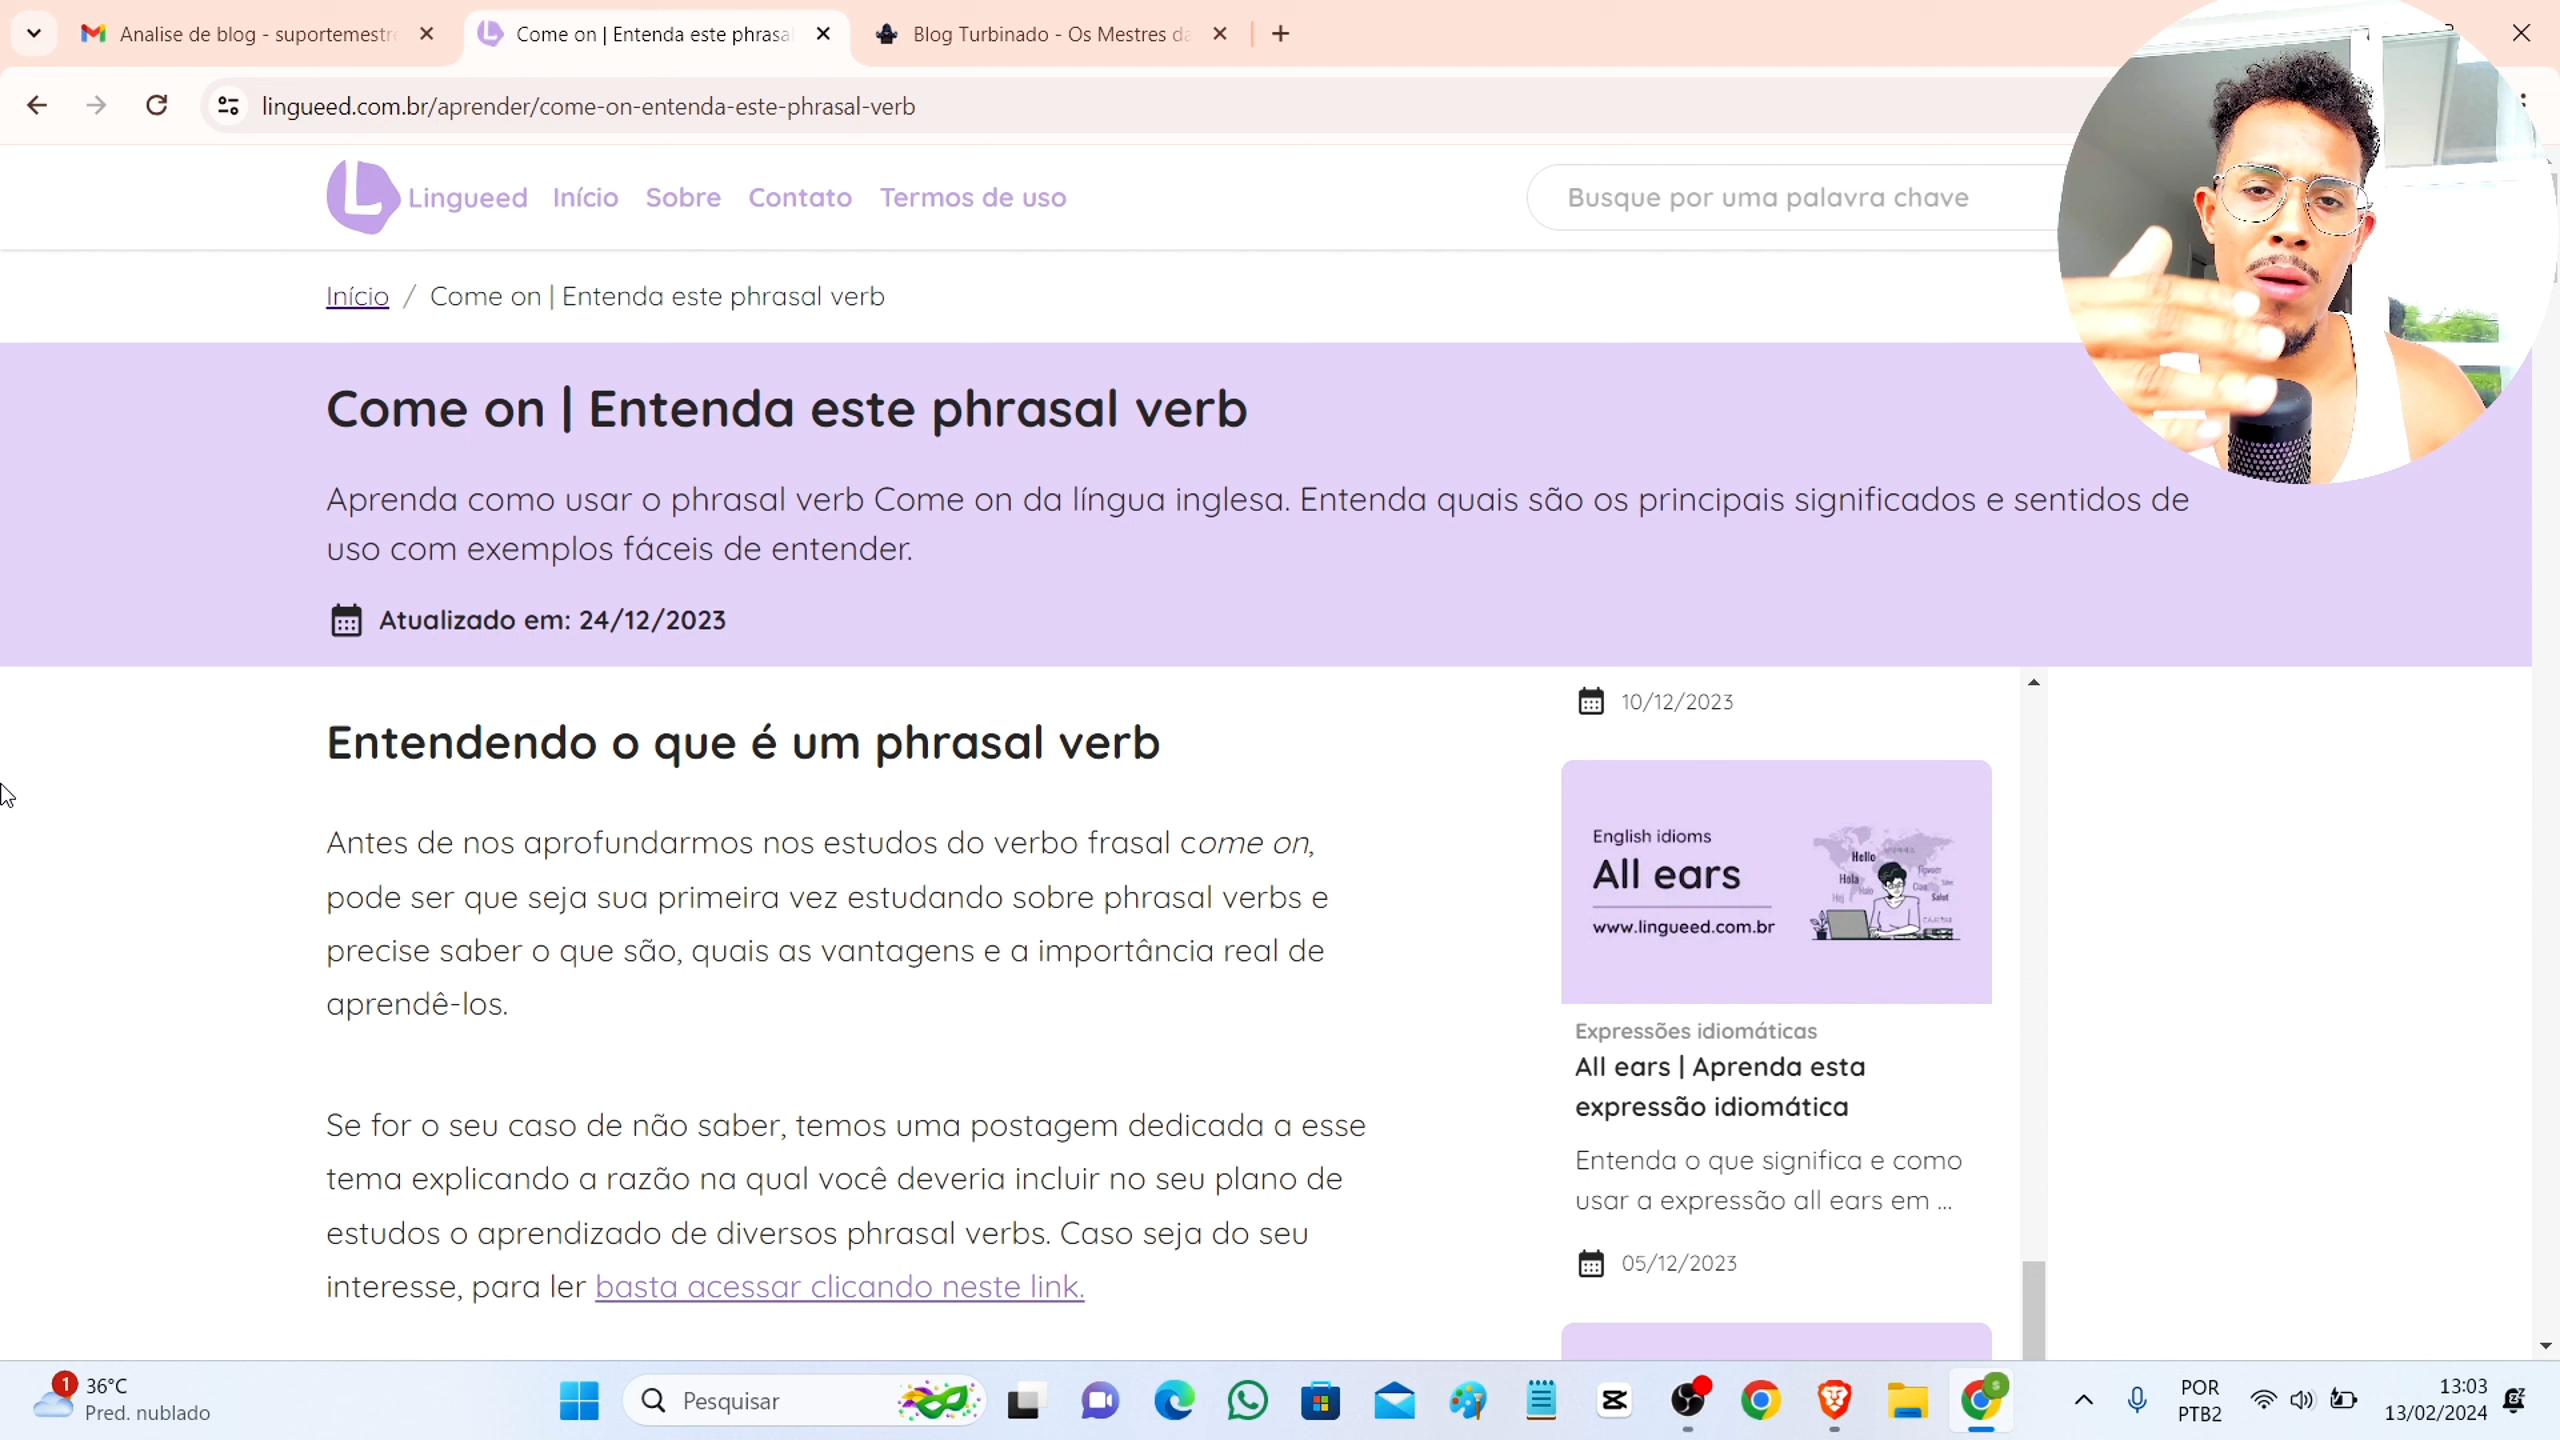 Analise de blog - suportemestre
Come on | Entenda este phrasal
Blog Turbinado - Os Mestres da
lingueed.com.br/aprender/come-on-entenda-este-phrasal-verb
Lingueed Início Sobre Contato Termos de uso
Busque por uma palavra chave
Início / Come on | Entenda este phrasal verb
Come on | Entenda este phrasal verb
Aprenda como usar o phrasal verb Come on da língua inglesa. Entenda quais são os principais significados e sentidos de
uso com exemplos fáceis de entender.
Atualizado em: 24/12/2023
Entendendo o que é um phrasal verb
Antes de nos aprofundarmos nos estudos do verbo frasal come on,
pode ser que seja sua primeira vez estudando sobre phrasal verbs e
precise saber o que são, quais as vantagens e a importância real de
aprendê-los.
Se for o seu caso de não saber, temos uma postagem dedicada a esse
tema explicando a razão na qual você deveria incluir no seu plano de
estudos o aprendizado de diversos phrasal verbs. Caso seja do seu
interesse, para ler basta acessar clicando neste link.
10/12/2023
English idioms
All ears
www.lingueed.com.br
Hello
Hola
Salut
Expressões idiomáticas
All ears | Aprenda esta
expressão idiomática
Entenda o que significa e como
usar a expressão all ears em ...
05/12/2023
1
36°C
Pred. nublado
Pesquisar
POR
PTB2
13:03
13/02/2024